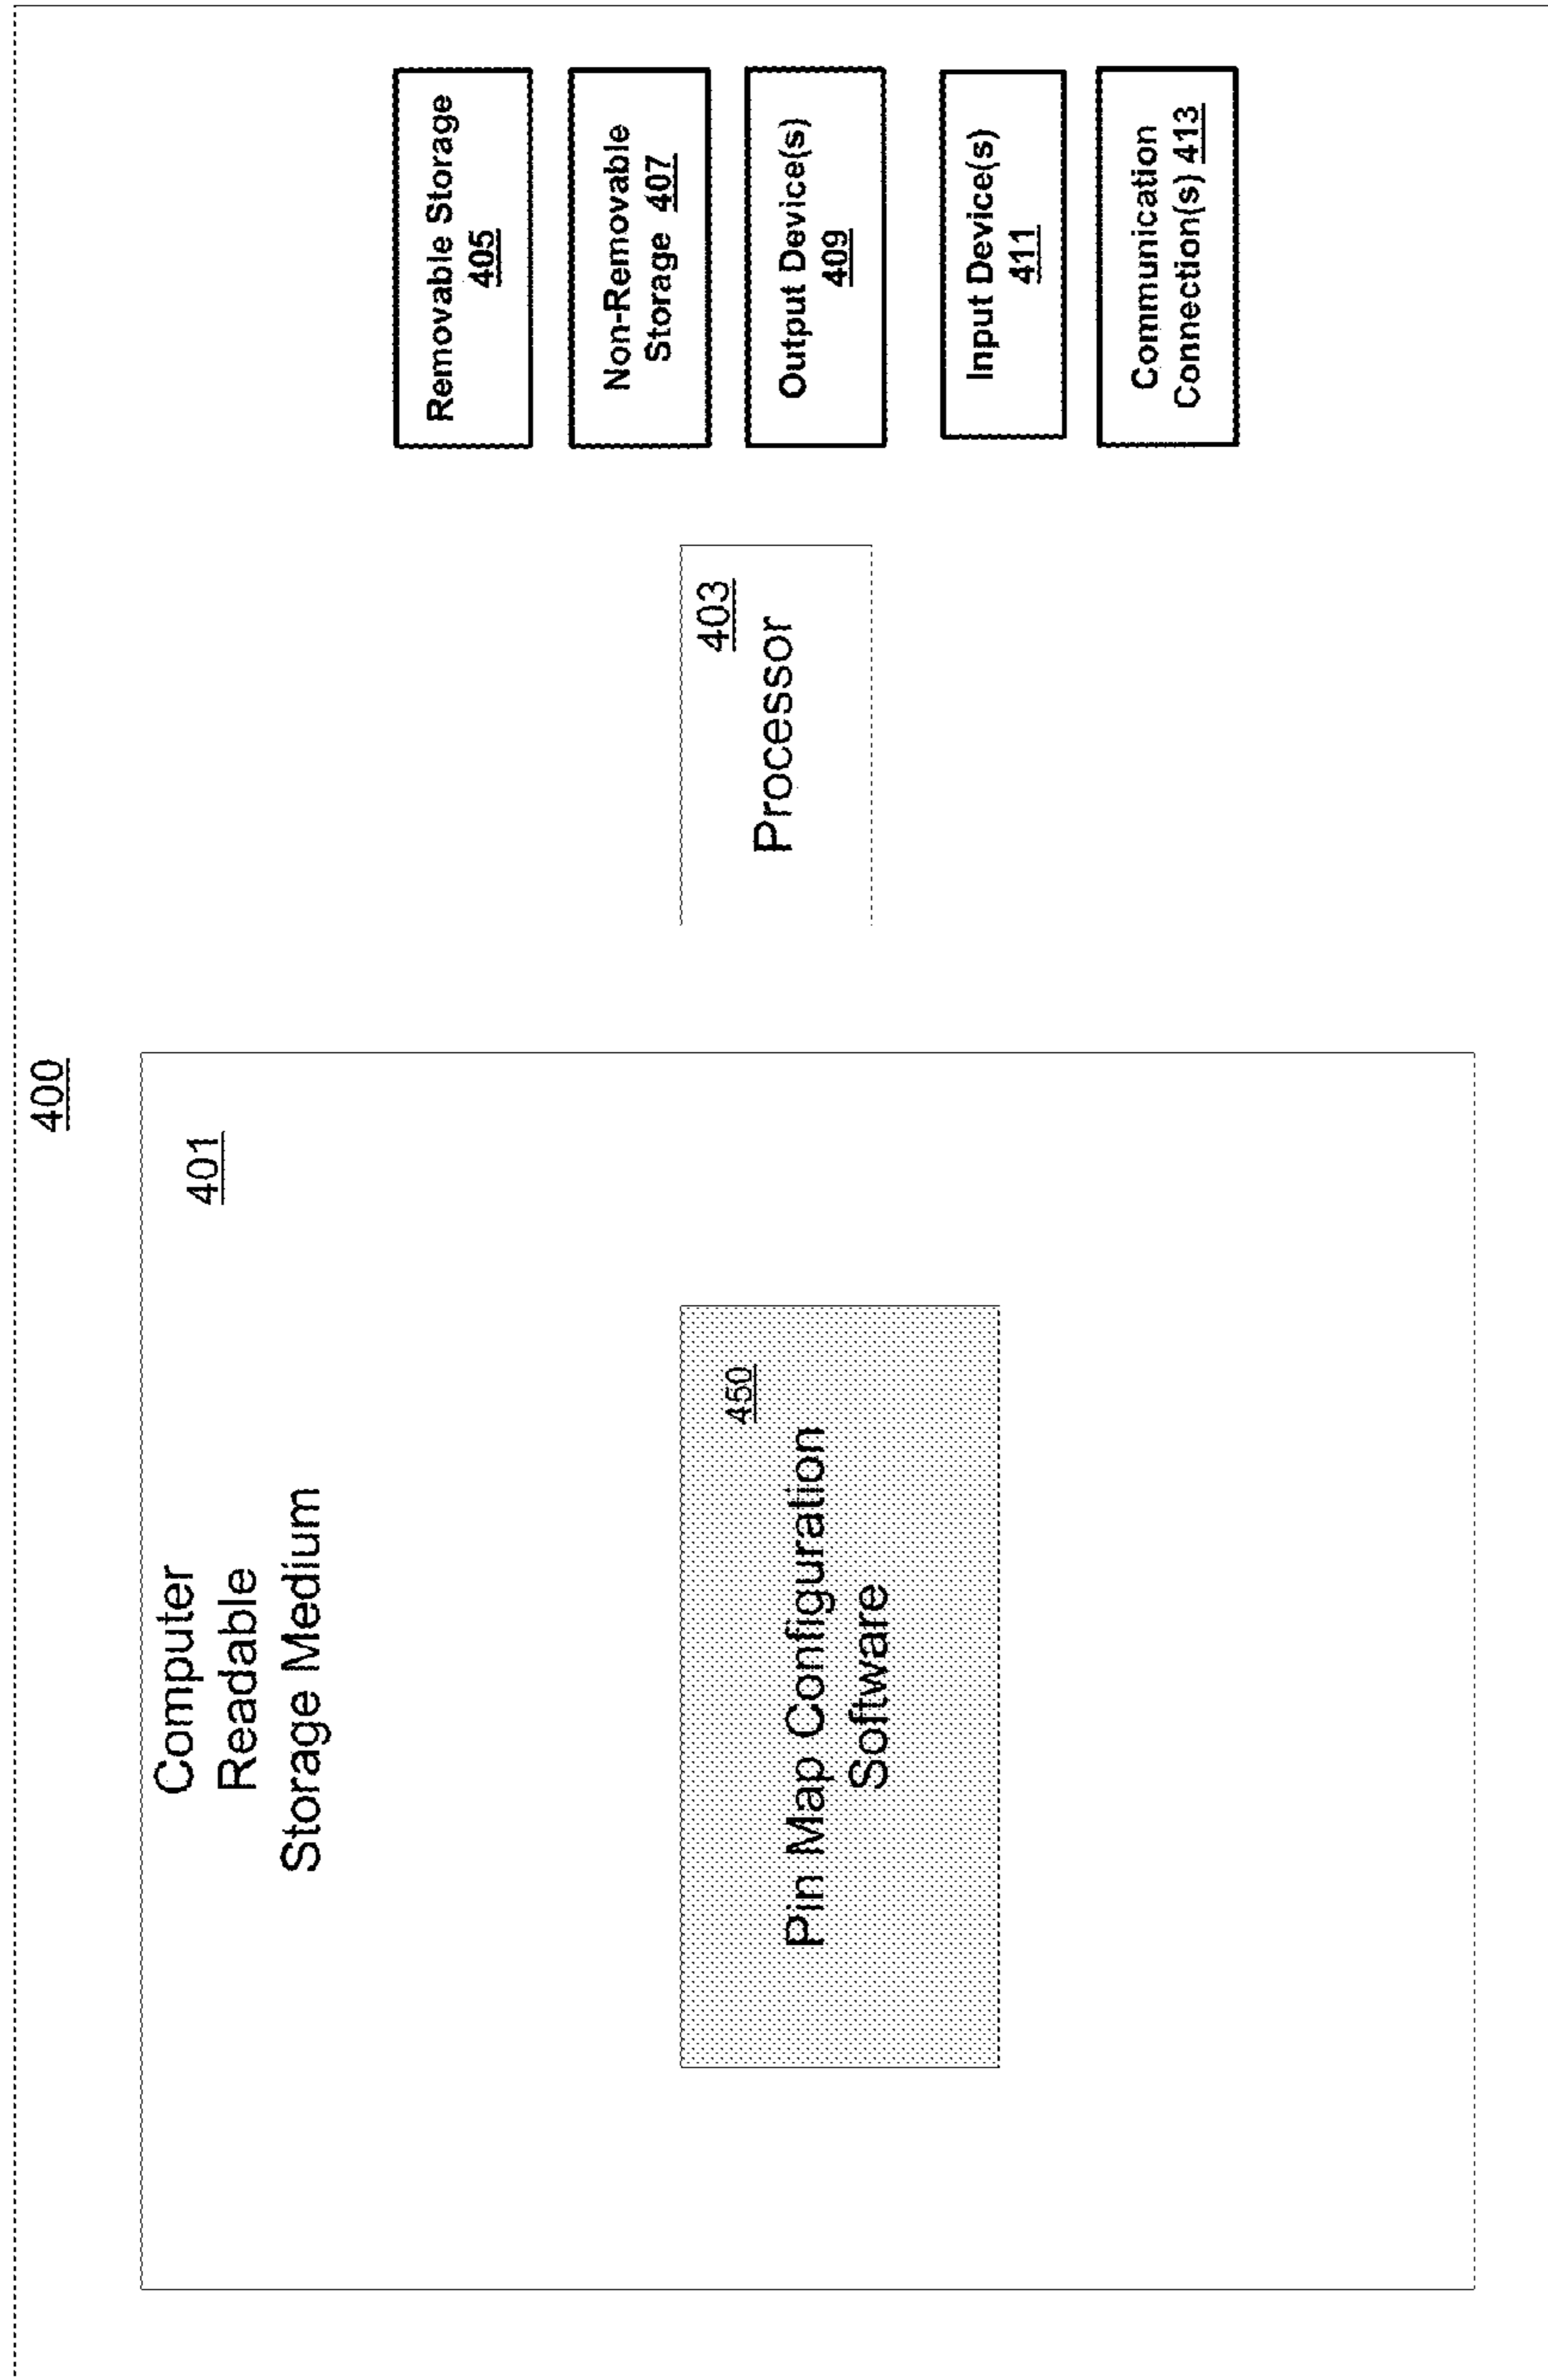 400
401
Computer
Readable
Storage Medium
450
Pin Map Configuration
Software
403
Processor
Removable Storage
405
Non-Removable
Storage 407
Output Device(s)
409
Input Device(s)
411
Communication
Connection(s) 413